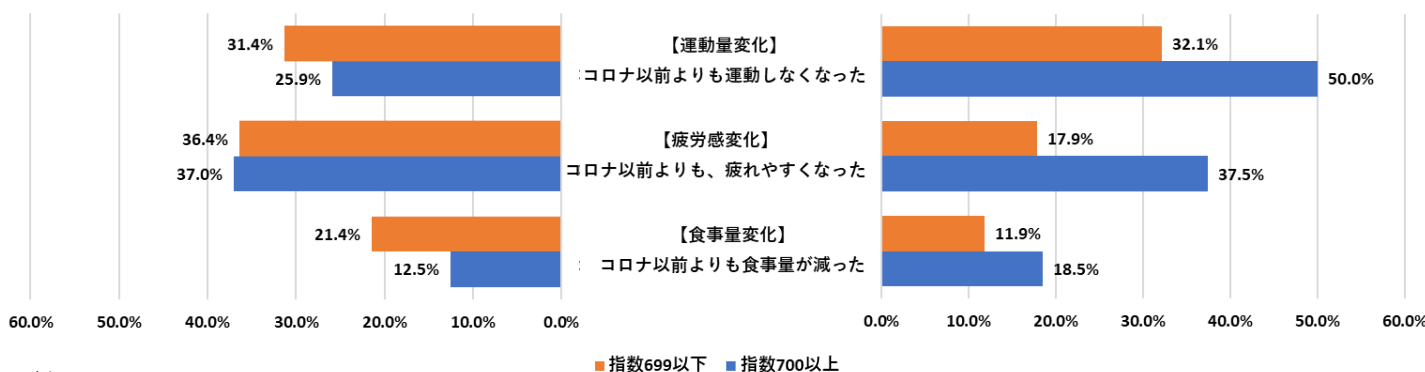 31.4%
【運動量変化】
32.1%
25.9%
コロナ以前よりも運動しなくなった
50.0%
36.4%
【疲労感変化】
17.9%
37.0%
コロナ以前よりも、疲れやすくなった
37.5%
21.4%
【食事量変化】
11.9%
12.5%
コロナ以前よりも食事量が減った
18.5%
60.0% 50.0% 40.0% 30.0% 20.0% 10.0% 0.0%
0.0% 10.0% 20.0% 30.0% 40.0% 50.0% 60.0%
指数699以下 指数700以上